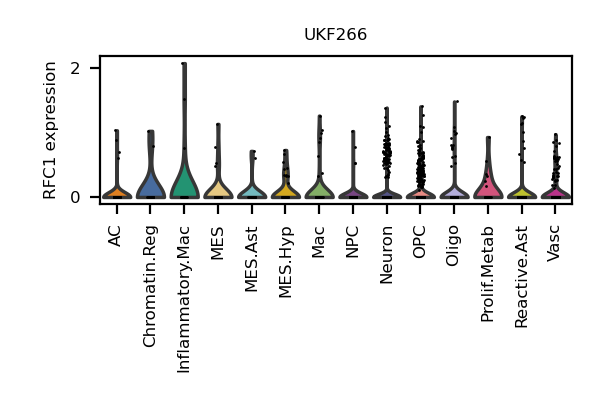 UKF266
RFC1 expression
2
0
AC
Chromatin.Reg
Inflammatory.Mac
MES
MES.Ast
MES.Hyp
Mac
NPC
Neuron
OPC
Oligo
Prolif.Metab
Reactive.Ast
Vasc